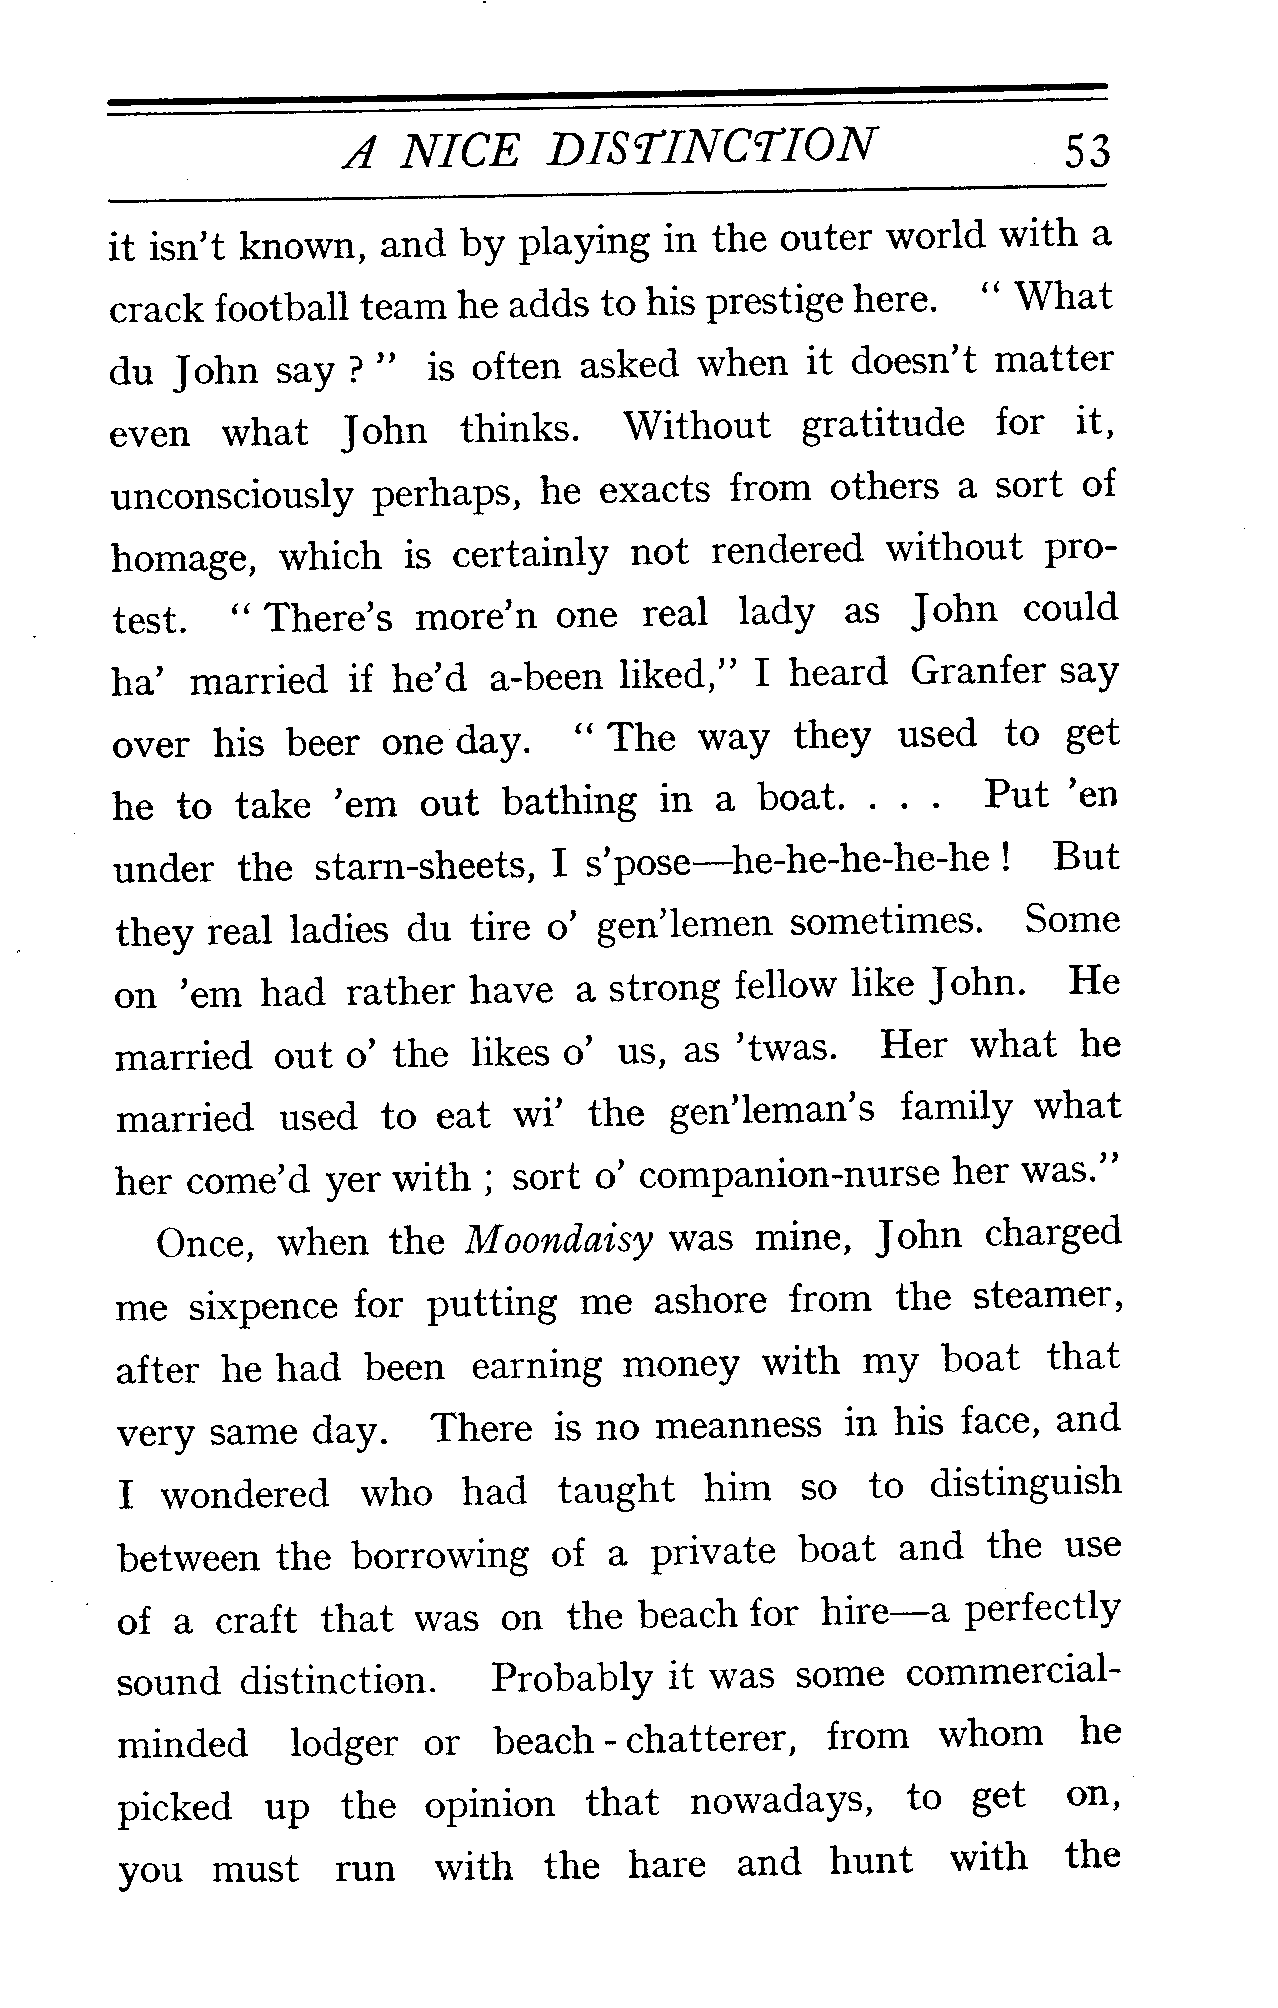 A NICE DISTINCTION 53
it isn't known, and by playing in the outer world with a
crack football team he adds to his prestige here. " What
du John say ? " is often asked when it doesn't matter
even what John thinks. Without gratitude for it,
unconsciously perhaps, he exacts from others a sort of
homage, which is certainly not rendered without pro-
test. " There's more'n one real lady as John could
ha' married if he'd a-been liked," I heard Granfer say
over his beer one day. " The way they used to get
he to take 'em out bathing in a boat. . . . Put 'en
under the starn-sheets, I s'pose—he-he-he-he-he ! But
they real ladies du tire o' gen'lemen sometimes. Some
on 'em had rather have a strong fellow like John. He
married out o' the likes o' us, as 'twas. Her what he
married used to eat wi' the gen'leman's family what
her come'd yer with ; sort o' companion-nurse her was."
Once, when the Moondaisy was mine, John charged
me sixpence for putting me ashore from the steamer,
after he had been earning money with my boat that
very same day. There is no meanness in his face, and
I wondered who had taught him so to distinguish
between the borrowing of a private boat and the use
of a craft that was on the beach for hire—a perfectly
sound distinction. Probably it was some commercial-
minded lodger or beach-chatterer, from whom he
picked up the opinion that nowadays, to get on,
you must run with the hare and hunt with the